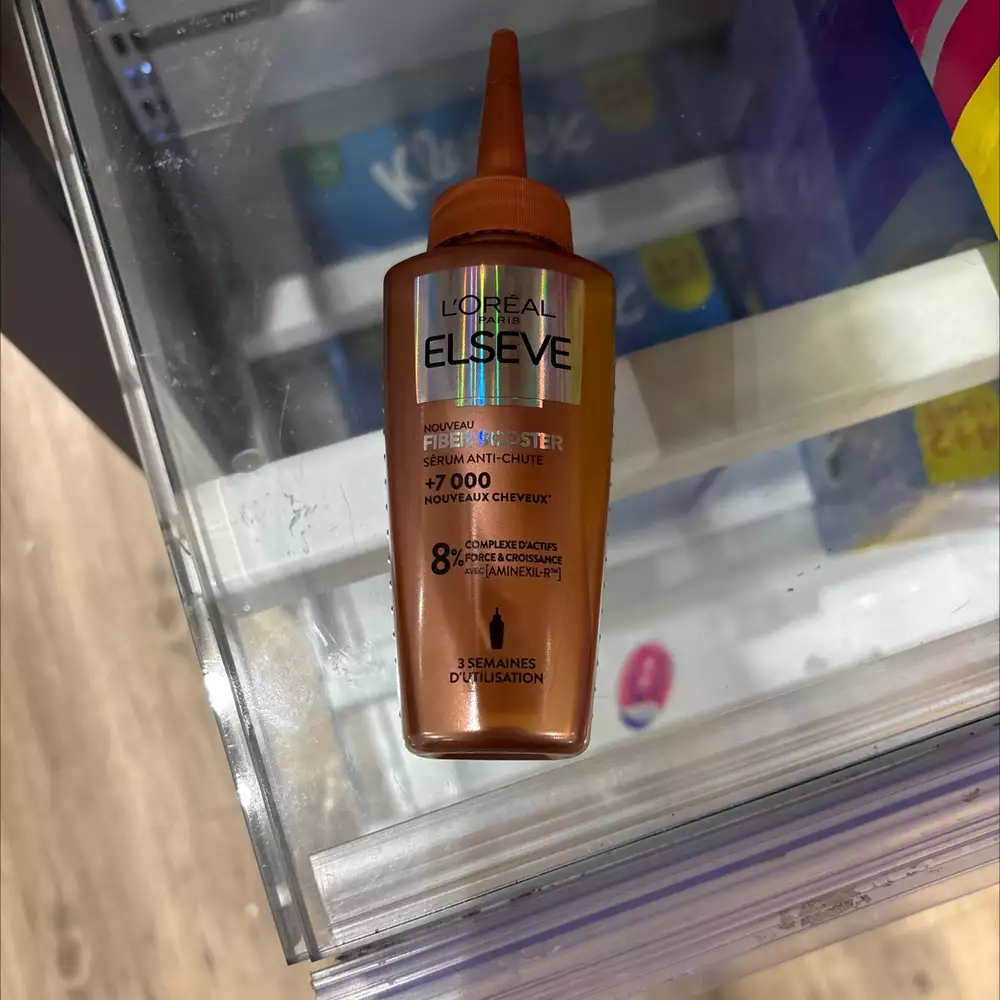 L'ORÉAL
PARIS
ELSEVE
NOUVEAU
FIBER BOOSTER
SÉRUM ANTI-CHUTE
+7 000
NOUVEAUX CHEVEUX*
8% COMPLEXE D'ACTIFS
FORCE & CROISSANCE
AVEC [AMINEXIL-R™]
3 SEMAINES
D'UTILISATION